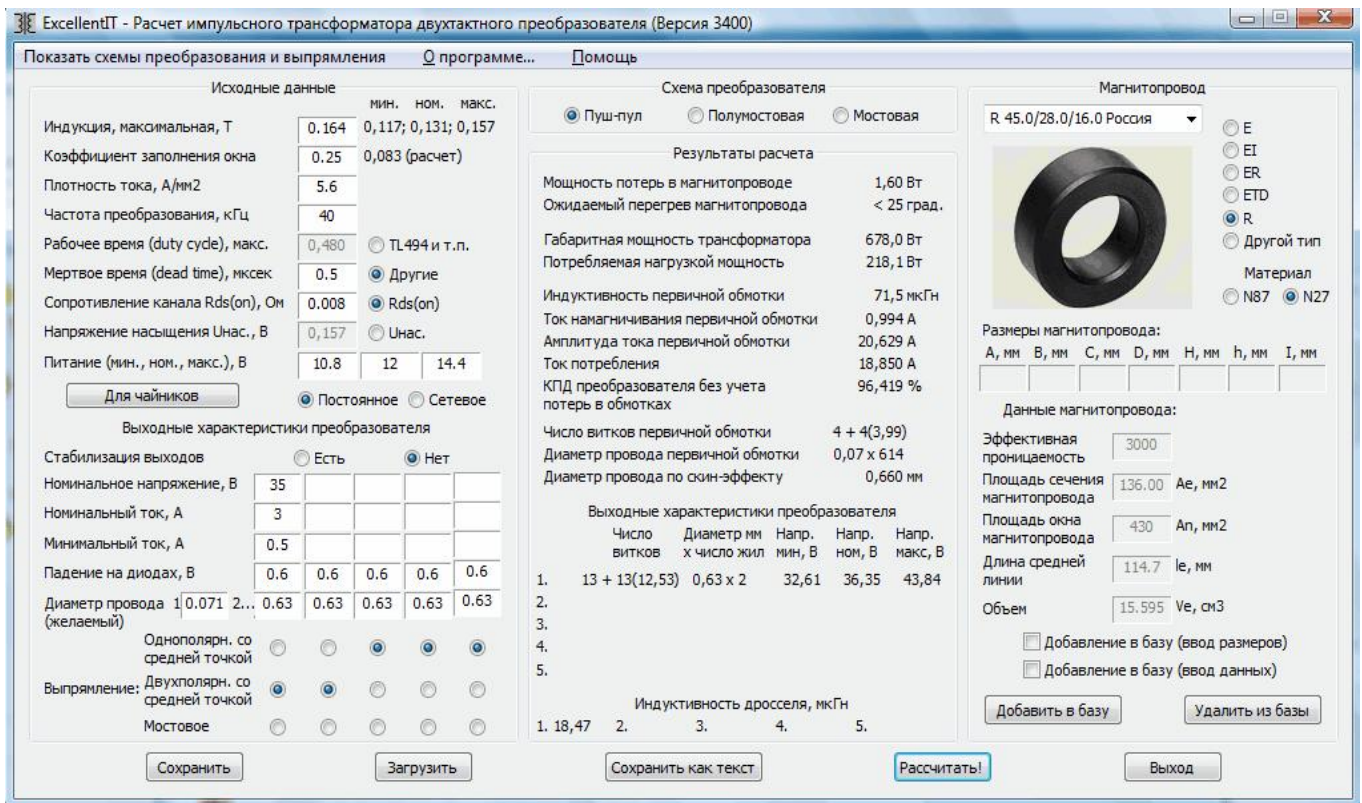 ExcellentIT - Расчет импульсного трансформатора двухтактного преобразователя (Версия 3400)
Показать схемы преобразования и выпрямления О программе... Помощь
Исходные данные
мин. ном. макс.
Индукция, максимальная, Т 0.164 0,117; 0,131; 0,157
Коэффициент заполнения окна 0.25 0,083 (расчет)
Плотность тока, А/мм2 5.6
Частота преобразования, кГц 40
Рабочее время (duty cycle), макс. 0,480 TL494 и т.п.
Мертвое время (dead time), мксек 0.5 Другие
Сопротивление канала Rds(on), Ом 0.008 Rds(on)
Напряжение насыщения Uнас., В 0,157 Uнас.
Питание (мин., ном., макс.), В 10.8 12 14.4
Для чайников Постоянное Сетевое
Выходные характеристики преобразователя
Стабилизация выходов Есть Нет
Номинальное напряжение, В 35
Номинальный ток, А 3
Минимальный ток, А 0.5
Падение на диодах, В 0.6 0.6 0.6 0.6 0.6
Диаметр провода 1 0.071 2... 0.63 0.63 0.63 0.63 0.63
(желаемый)
Однополярн. со
средней точкой
Выпрямление: Двухполярн. со
средней точкой
Мостовое
Схема преобразователя
Пуш-пул Полумостовая Мостовая
Результаты расчета
Мощность потерь в магнитопроводе 1,60 Вт
Ожидаемый перегрев магнитопровода < 25 град.
Габаритная мощность трансформатора 678,0 Вт
Потребляемая нагрузкой мощность 218,1 Вт
Индуктивность первичной обмотки 71,5 мкГн
Ток намагничивания первичной обмотки 0,994 А
Амплитуда тока первичной обмотки 20,629 А
Ток потребления 18,850 А
КПД преобразователя без учета 96,419 %
потерь в обмотках
Число витков первичной обмотки 4 + 4(3,99)
Диаметр провода первичной обмотки 0,07 x 614
Диаметр провода по скин-эффекту 0,660 мм
Выходные характеристики преобразователя
Число Диаметр мм Напр. Напр. Напр.
витков х число жил мин, В ном, В макс, В
1. 13 + 13(12,53) 0,63 x 2 32,61 36,35 43,84
2.
3.
4.
5.
Индуктивность дросселя, мкГн
1. 18,47 2. 3. 4. 5.
Магнитопровод
R 45.0/28.0/16.0 Россия
E
EI
ER
ETD
R
Другой тип
Материал
N87 N27
Размеры магнитопровода:
A, мм B, мм C, мм D, мм H, мм h, мм I, мм
Данные магнитопровода:
Эффективная
проницаемость 3000
Площадь сечения
магнитопровода 136.00 Ae, мм2
Площадь окна
магнитопровода 430 An, мм2
Длина средней
линии 114.7 le, мм
Объем 15.595 Ve, см3
Добавление в базу (ввод размеров)
Добавление в базу (ввод данных)
Добавить в базу Удалить из базы
Сохранить Загрузить Сохранить как текст Рассчитать! Выход